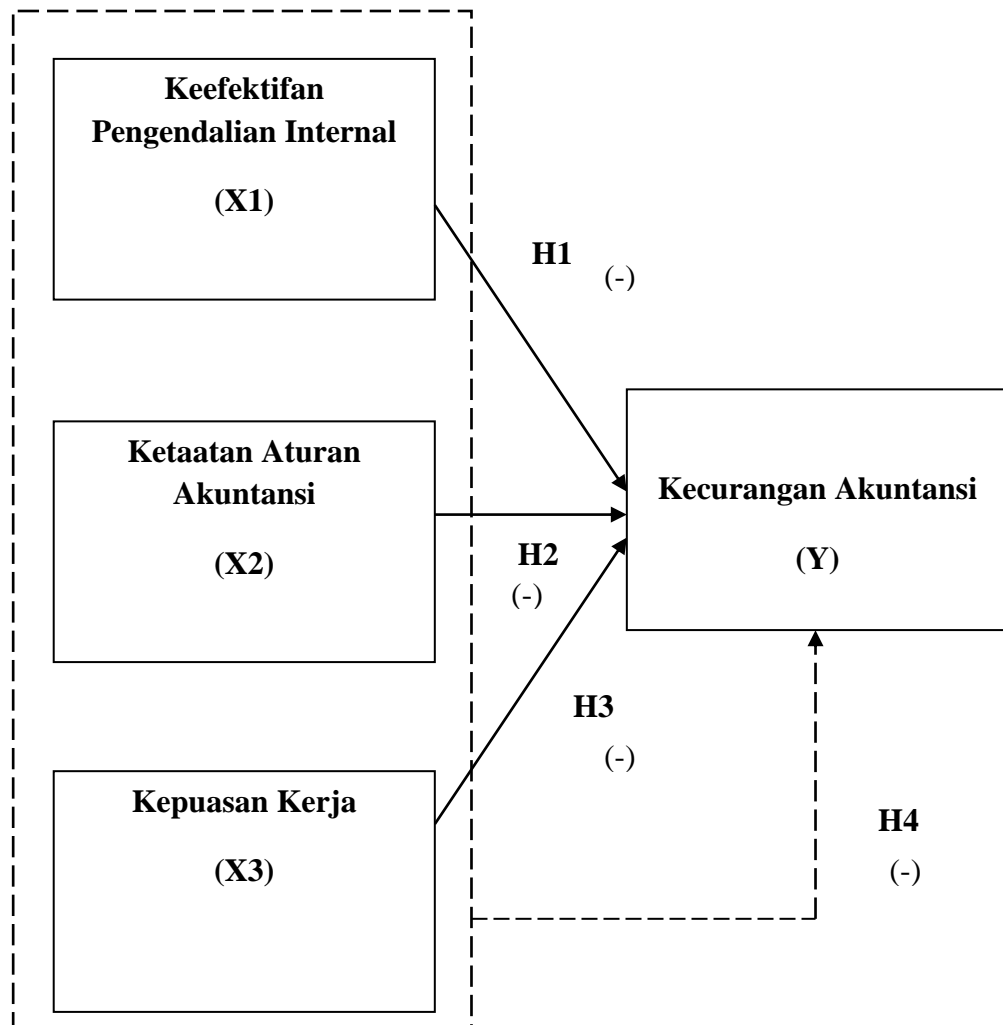 Keefektifan
Pengendalian Internal
(X1)
H1
(-)
Ketaatan Aturan
Akuntansi
(X2)
H2
(-)
Kecurangan Akuntansi
(Y)
H3
(-)
Kepuasan Kerja
(X3)
H4
(-)